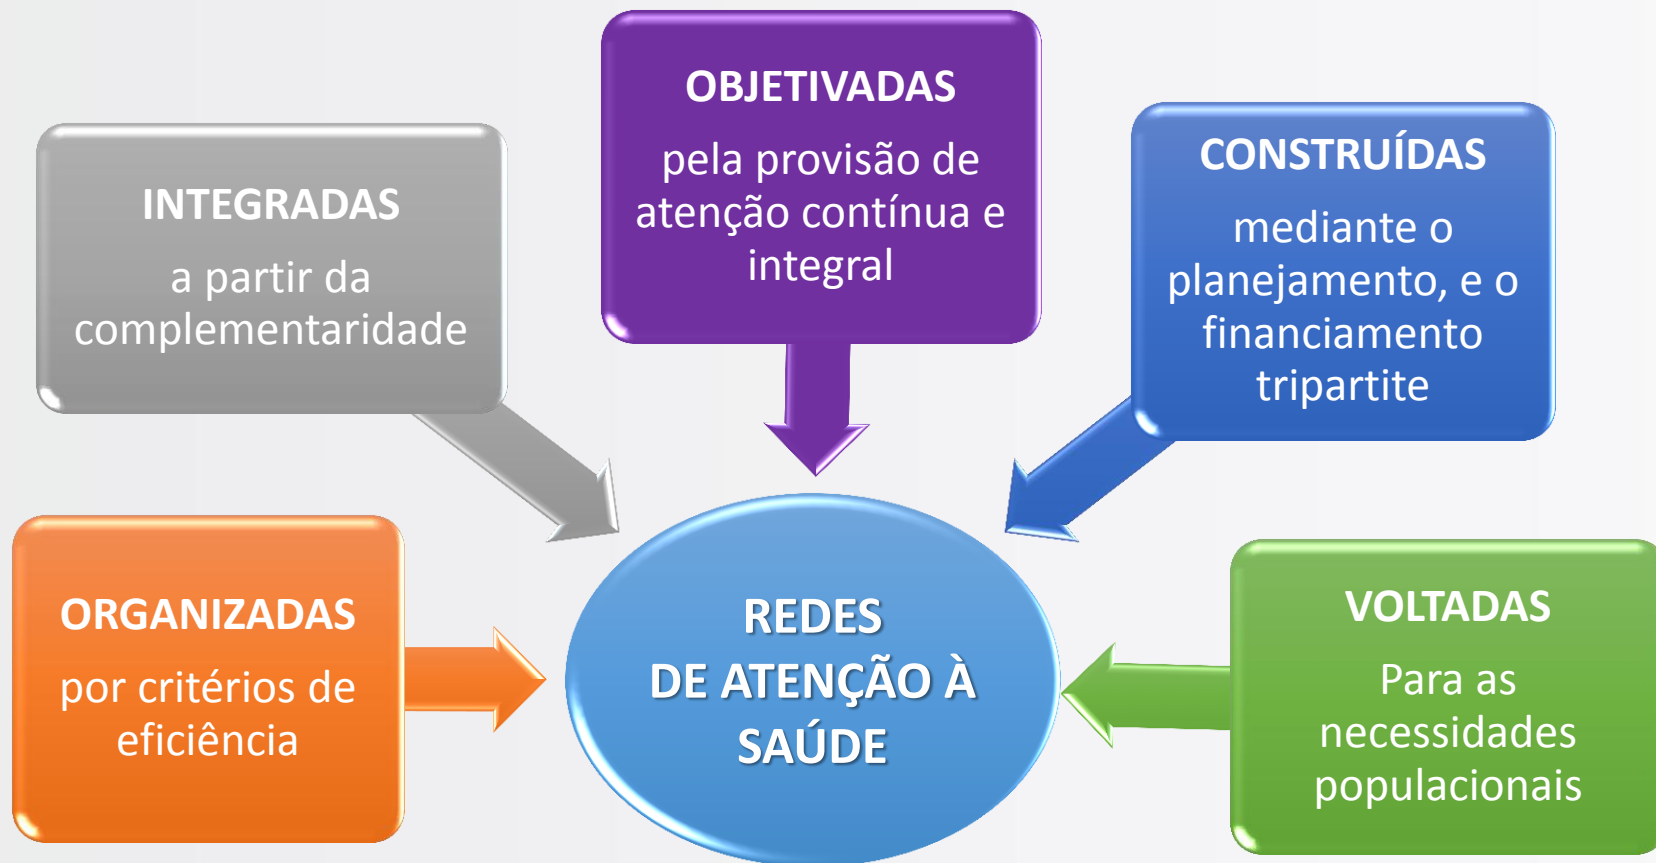 ORGANIZADAS
por critérios de
eficiência
INTEGRADAS
a partir da
complementaridade
OBJETIVADAS
pela provisão de
atenção contínua e
integral
CONSTRUÍDAS
mediante o
planejamento, e o
financiamento
tripartite
VOLTADAS
Para as
necessidades
populacionais
REDES
DE ATENÇÃO À
SAÚDE